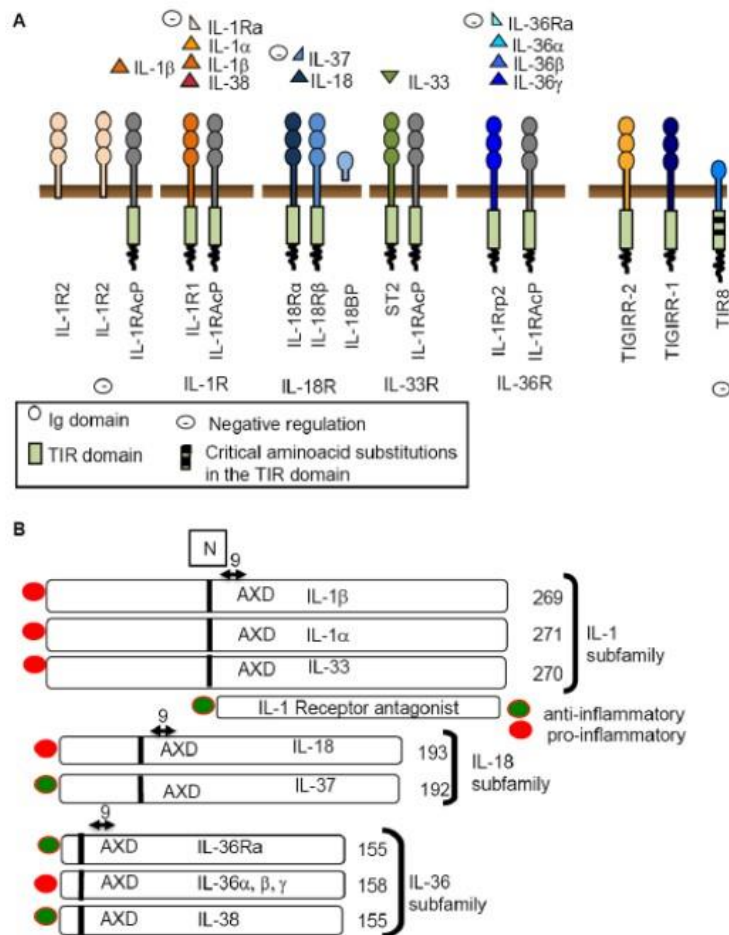 A
IL-1Ra
IL-1α
IL-1β
IL-1β
IL-38
IL-37
IL-18
IL-33
IL-36Ra
IL-36α
IL-36β
IL-36γ
IL-1R2
IL-1R2
IL-1RAcP
IL-1R1
IL-1RAcP
IL-18Rα
IL-18Rβ
IL-18BP
ST2
IL-1RAcP
IL-1Rrp2
IL-1RAcP
TIGIRR-2
TIGIRR-1
TIR8
IL-1R
IL-18R
IL-33R
IL-36R
Ig domain
Negative regulation
TIR domain
Critical aminoacid substitutions
in the TIR domain
B
N
9
AXD IL-1β 269
AXD IL-1α 271
AXD IL-33 270
IL-1
subfamily
IL-1 Receptor antagonist
anti-inflammatory
pro-inflammatory
9
AXD IL-18 193
AXD IL-37 192
IL-18
subfamily
9
AXD IL-36Ra 155
AXD IL-36α, β, γ 158
AXD IL-38 155
IL-36
subfamily